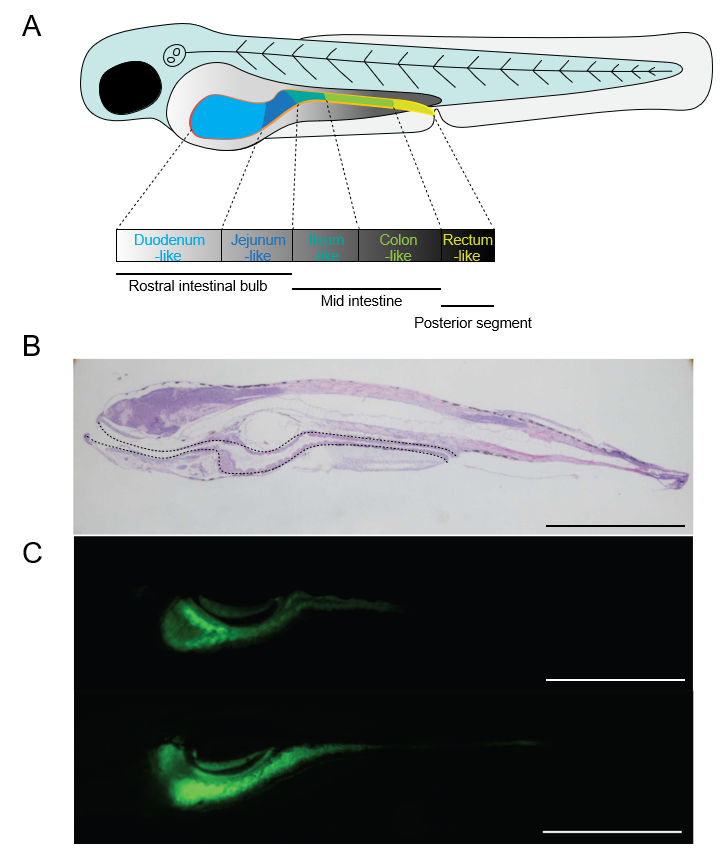 A
Duodenum
-like
Jejunum
-like
Ileum
-like
Colon
-like
Rectum
-like
Rostral intestinal bulb
Mid intestine
Posterior segment
B
C